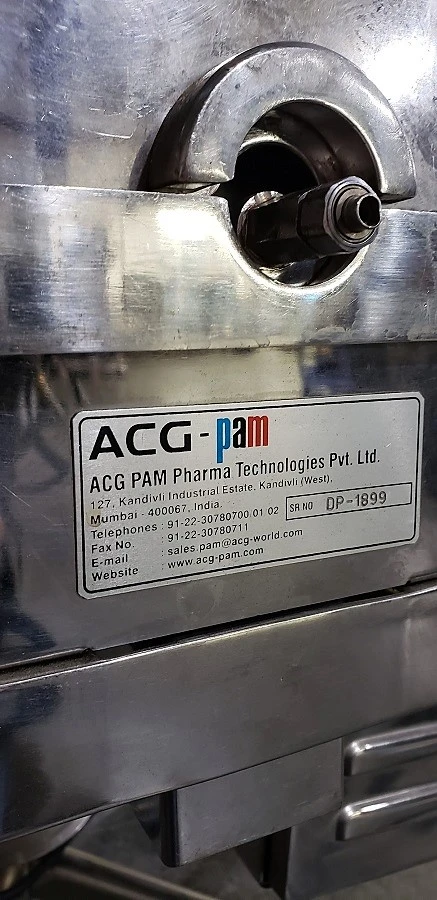 ACG-pam
ACG PAM Pharma Technologies Pvt. Ltd.
127, Kandivli Industrial Estate, Kandivli (West),
Mumbai - 400067, India.
Telephones : 91-22-30780700 01 02
SR NO DP-1899
Fax No. : 91-22-30780711
E-mail : sales.pam@acg-world.com
Website : www.acg-pam.com